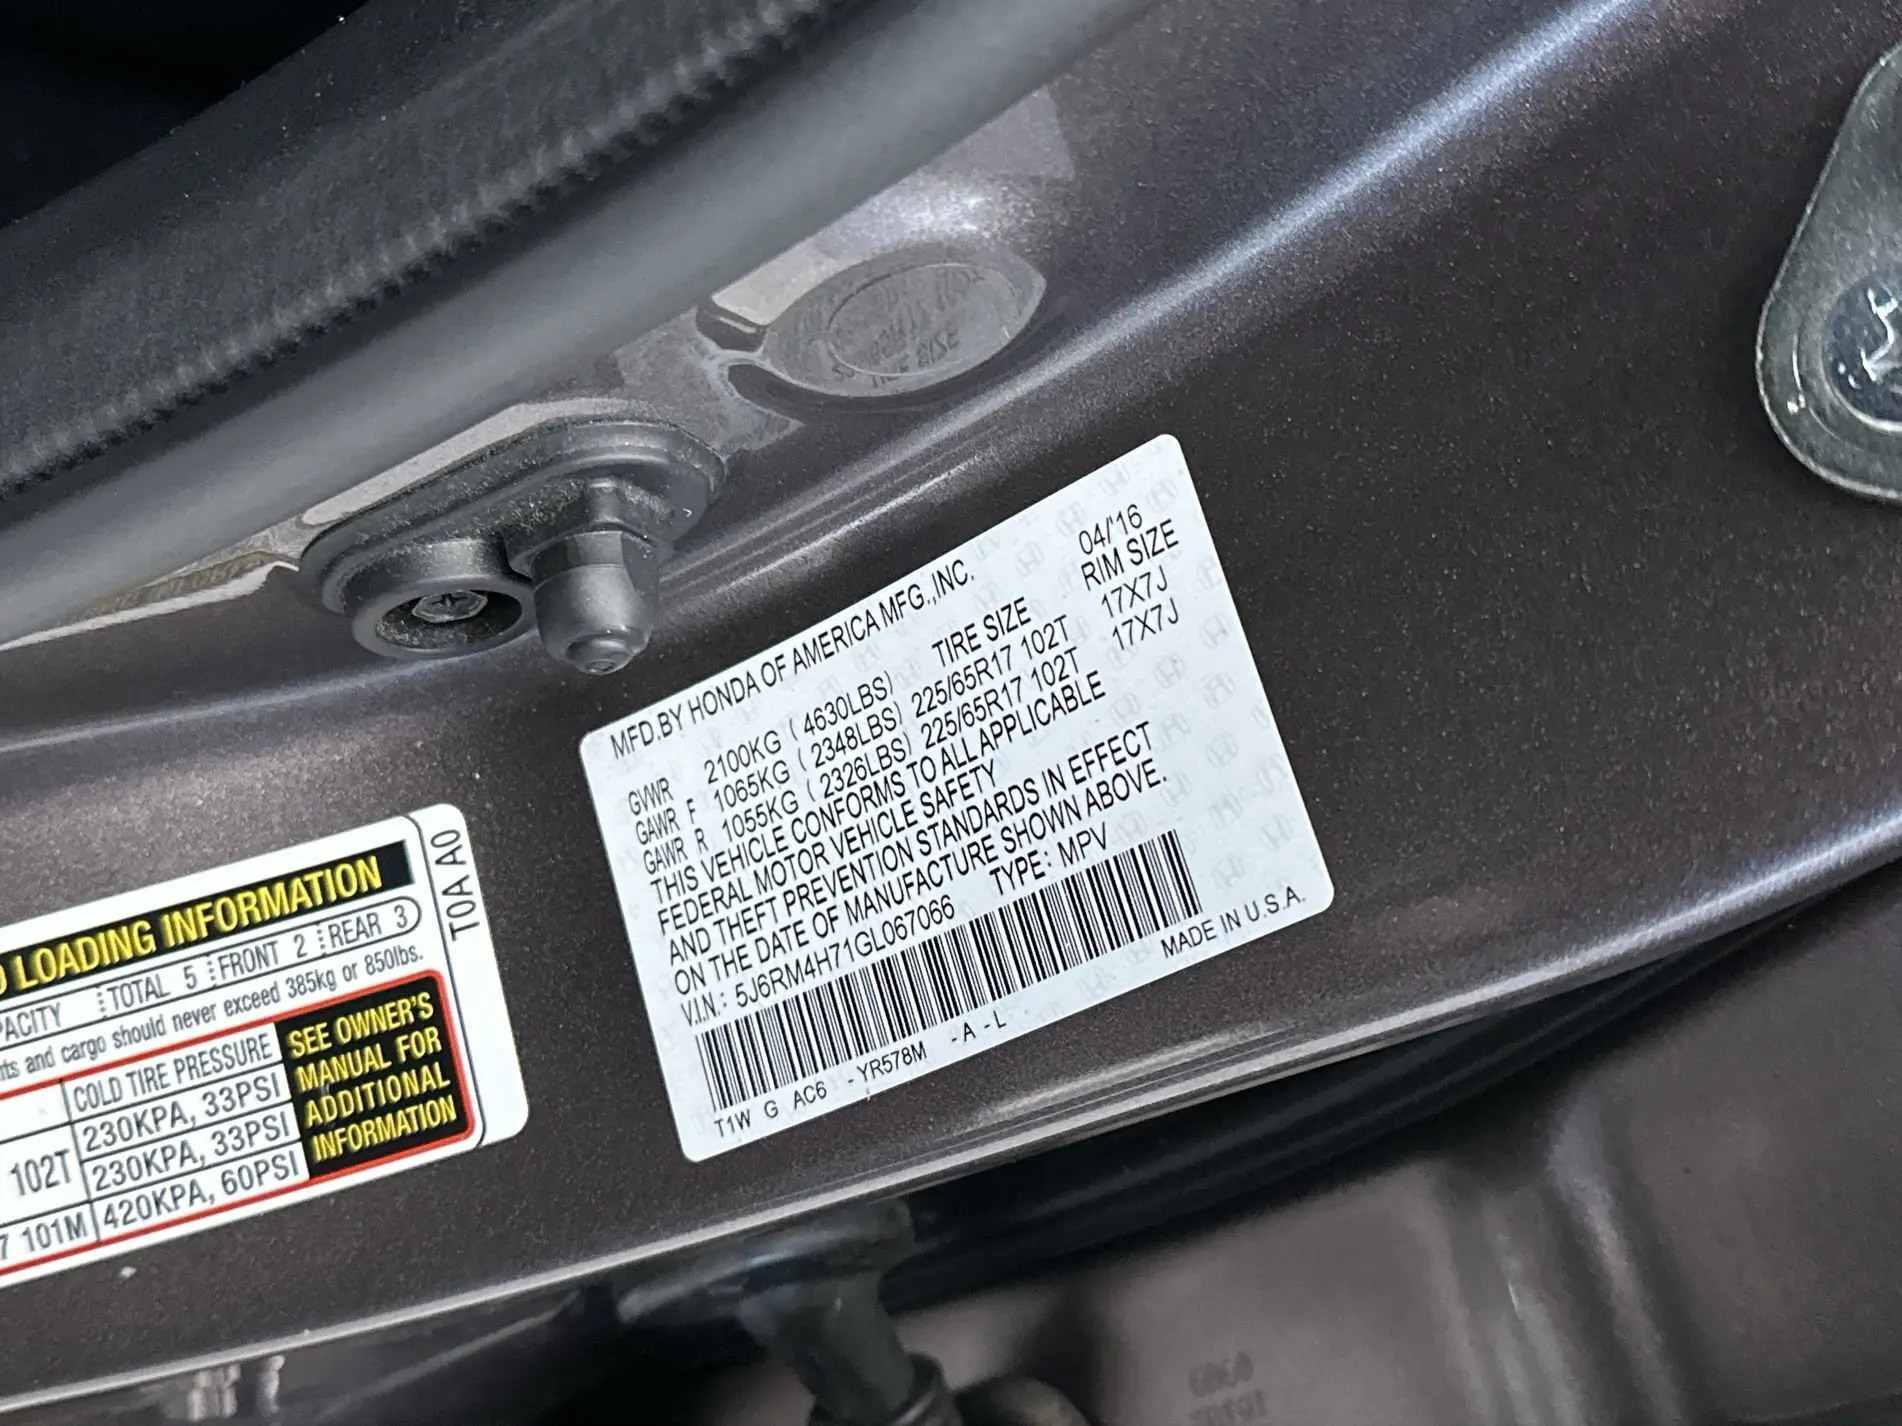 MFD.BY HONDA OF AMERICA MFG.,INC. 04/'16
TIRE SIZE RIM SIZE
GVWR 2100KG ( 4630LBS)
GAWR F 1065KG ( 2348LBS) 225/65R17 102T 17X7J
GAWR R 1055KG ( 2326LBS) 225/65R17 102T 17X7J
THIS VEHICLE CONFORMS TO ALL APPLICABLE
FEDERAL MOTOR VEHICLE SAFETY
AND THEFT PREVENTION STANDARDS IN EFFECT
ON THE DATE OF MANUFACTURE SHOWN ABOVE.
V.I.N.: 5J6RM4H71GL067066 TYPE: MPV
MADE IN U.S.A.
T1W G AC6 -YR578M -A -L
LOADING INFORMATION
TOTAL 5 FRONT 2 REAR 3
and cargo should never exceed 385kg or 850lbs.
COLD TIRE PRESSURE
102T 230KPA, 33PSI
230KPA, 33PSI
101M 420KPA, 60PSI
SEE OWNER'S
MANUAL FOR
ADDITIONAL
INFORMATION
T0A A0